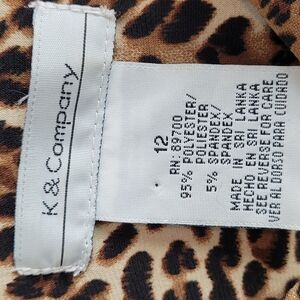 K & Company
12
RN: 89700
95% POLYESTER/
POLIESTER
5% SPANDEX/
SPANDEX
MADE IN SRI LANKA
HECHO EN SRI LANKA
SEE REVERSE FOR CARE
VER AL DORSO PARA CUIDADO